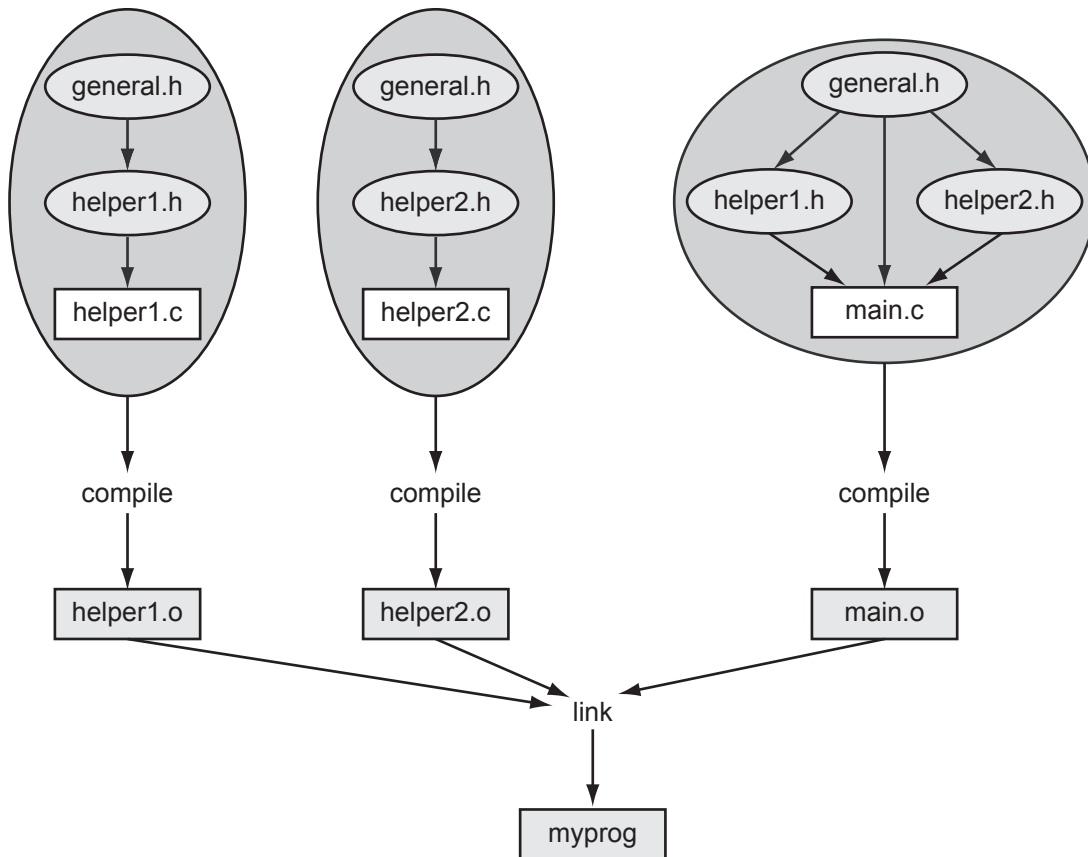 general.h
general.h
general.h
helper1.h
helper2.h
helper1.h
helper2.h
helper1.c
helper2.c
main.c
compile
compile
compile
helper1.o
helper2.o
main.o
link
myprog